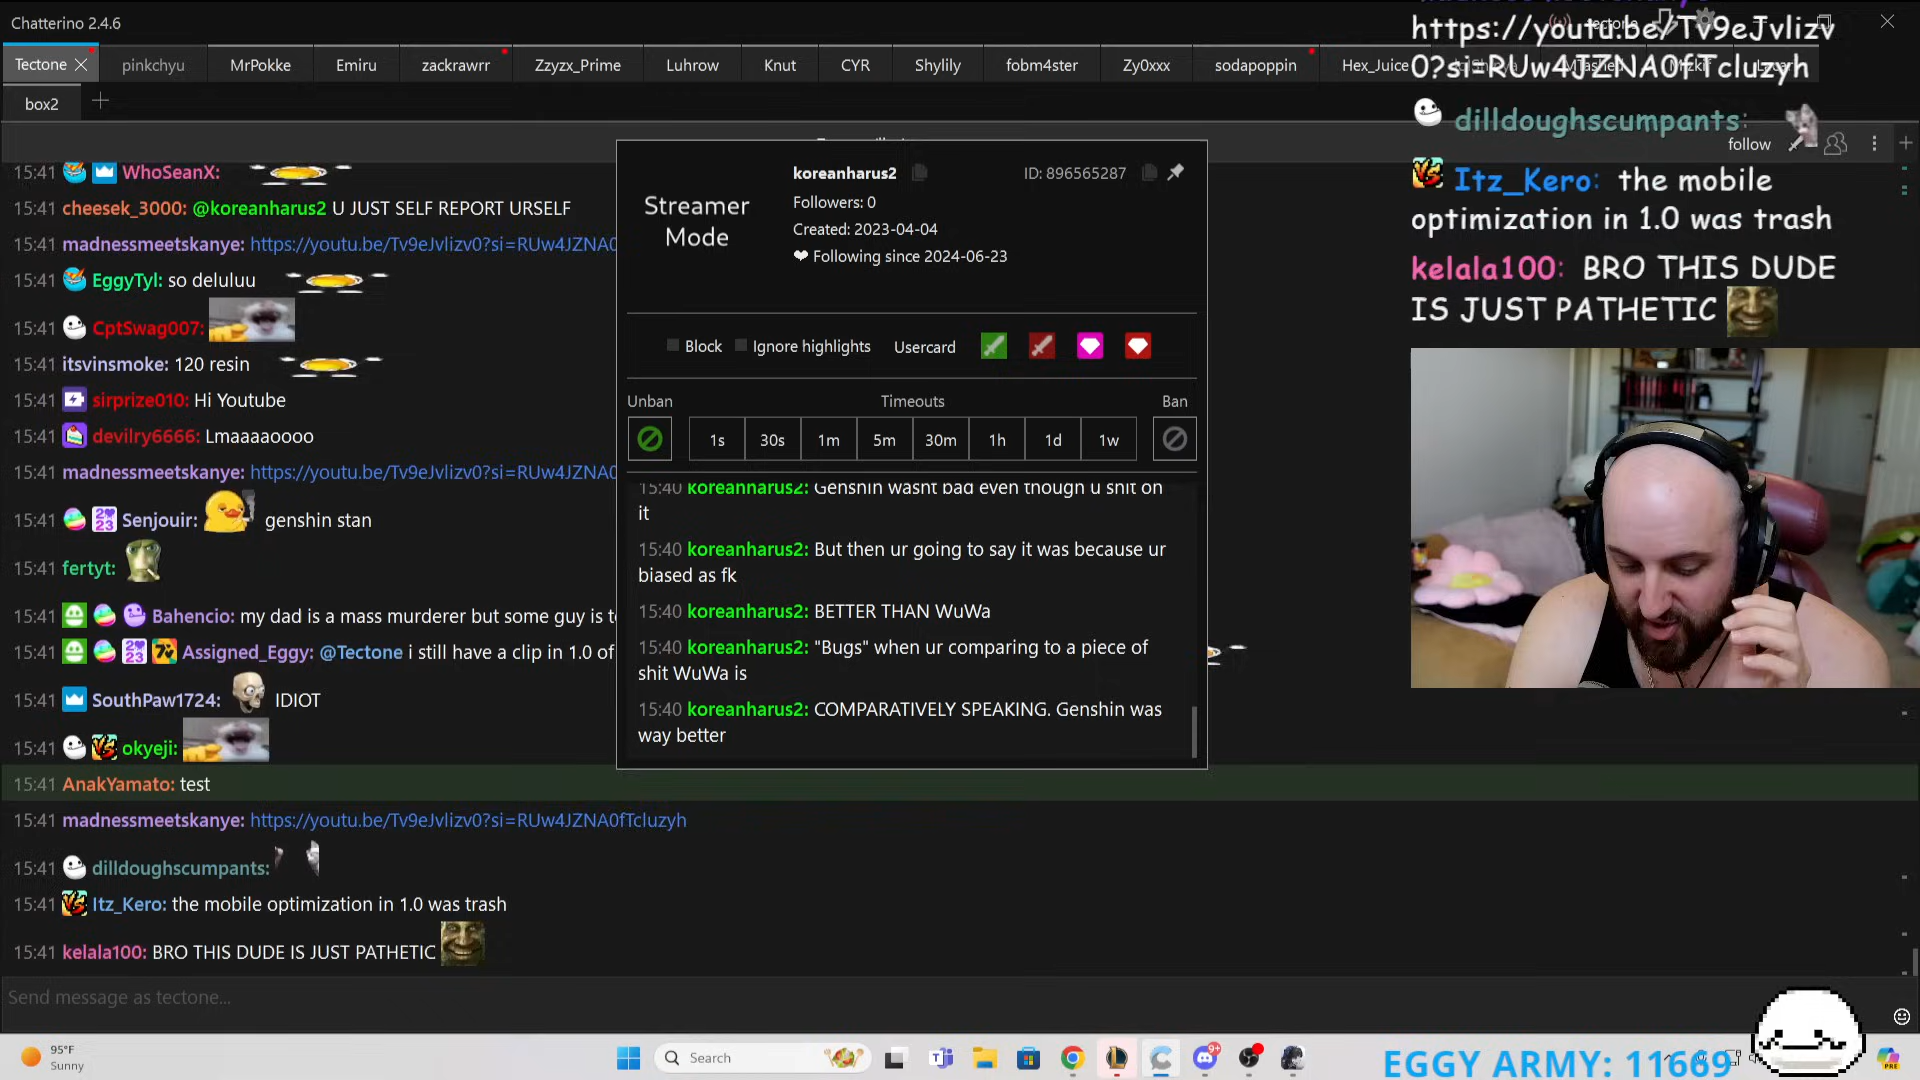 Chatterino 2.4.6
Tectone
pinkchyu
MrPokke
Emiru
zackrawrr
Zzyzx_Prime
Luhrow
Knut
CYR
Shylily
fobm4ster
Zy0xxx
sodapoppin
Hex_Juice
box2
follow
15:41 WhoSeanX:
15:41 cheesek_3000: @koreanharus2 U JUST SELF REPORT URSELF
15:41 madnessmeetskanye: https://youtu.be/Tv9eJvlizv0?si=RUw4JZNA0
15:41 EggyTyl: so deluluu
15:41 CptSwag007:
15:41 itsvinsmoke: 120 resin
15:41 sirprize010: Hi Youtube
15:41 devilry6666: Lmaaaaoooo
15:41 madnessmeetskanye: https://youtu.be/Tv9eJvlizv0?si=RUw4JZNA0
15:41 Senjouir: genshin stan
15:41 fertyt:
15:41 Bahencio: my dad is a mass murderer but some guy is
15:41 Assigned_Eggy: @Tectone i still have a clip in 1.0 of
15:41 SouthPaw1724: IDIOT
15:41 okyeji:
15:41 AnakYamato: test
15:41 madnessmeetskanye: https://youtu.be/Tv9eJvlizv0?si=RUw4JZNA0fTcluzyh
15:41 dilldoughscumpants:
15:41 Itz_Kero: the mobile optimization in 1.0 was trash
15:41 kelala100: BRO THIS DUDE IS JUST PATHETIC
Send message as tectone...
Streamer
Mode
koreanharus2
ID: 896565287
Followers: 0
Created: 2023-04-04
Following since 2024-06-23
Block
Ignore highlights
Usercard
Unban
Timeouts
Ban
1s
30s
1m
5m
30m
1h
1d
1w
15:40 koreanharus2: Genshin wasnt bad even though u shit on
it
15:40 koreanharus2: But then ur going to say it was because ur
biased as fk
15:40 koreanharus2: BETTER THAN WuWa
15:40 koreanharus2: "Bugs" when ur comparing to a piece of
shit WuWa is
15:40 koreanharus2: COMPARATIVELY SPEAKING. Genshin was
way better
https://youtu.be/Tv9eJvlizv
0?si=RUw4JZNA0fTcluzyh
dilldoughscumpants:
Itz_Kero: the mobile
optimization in 1.0 was trash
kelala100: BRO THIS DUDE
IS JUST PATHETIC
95°F
Sunny
Search
9+
EGGY ARMY: 11669